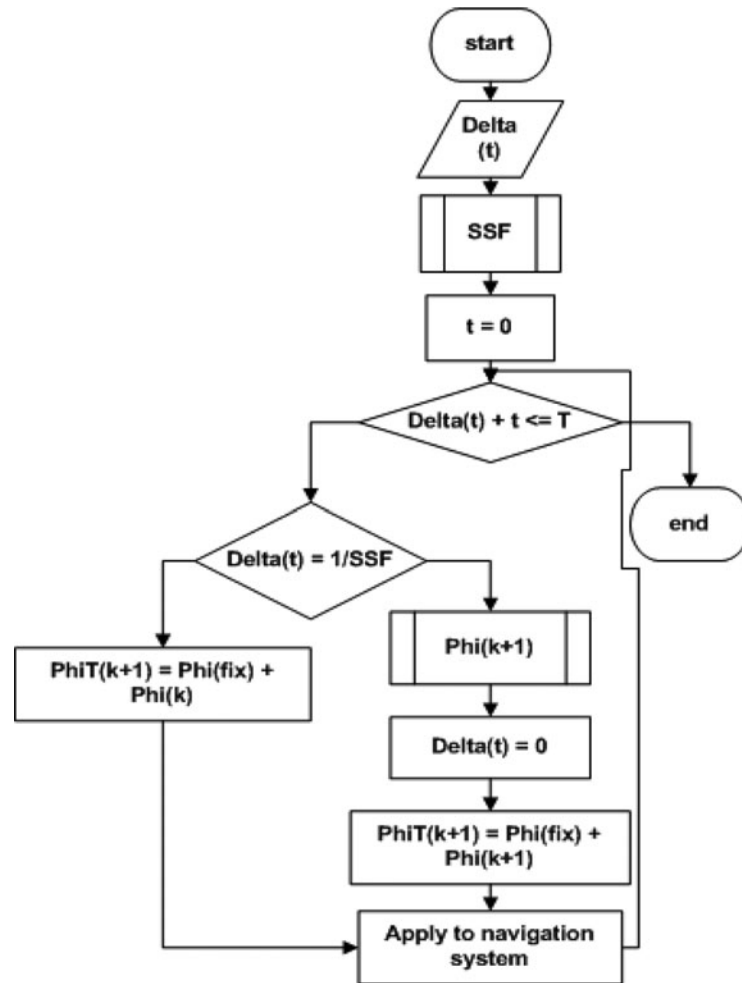 start
Delta
(t)
SSF
t = 0
Delta(t) + t <= T
end
Delta(t) = 1/SSF
Phi(k+1)
PhiT(k+1) = Phi(fix) +
Phi(k)
Delta(t) = 0
PhiT(k+1) = Phi(fix) +
Phi(k+1)
Apply to navigation
system